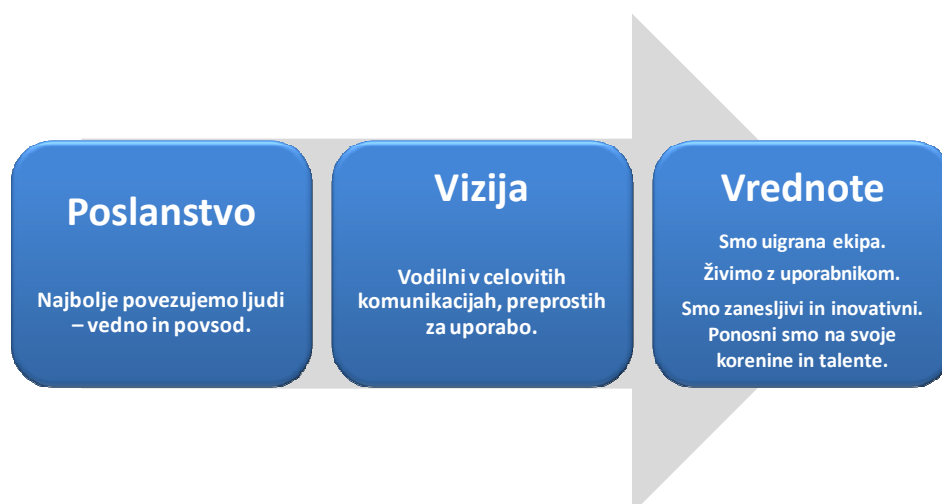 Poslanstvo
Najbolje povezujemo ljudi
– vedno in povsod.
Vizija
Vodilni v celovitih
komunikacijah, preprostih
za uporabo.
Vrednote
Smo uigrana ekipa.
Živimo z uporabnikom.
Smo zanesljivi in inovativni.
Ponosni smo na svoje
korenine in talente.